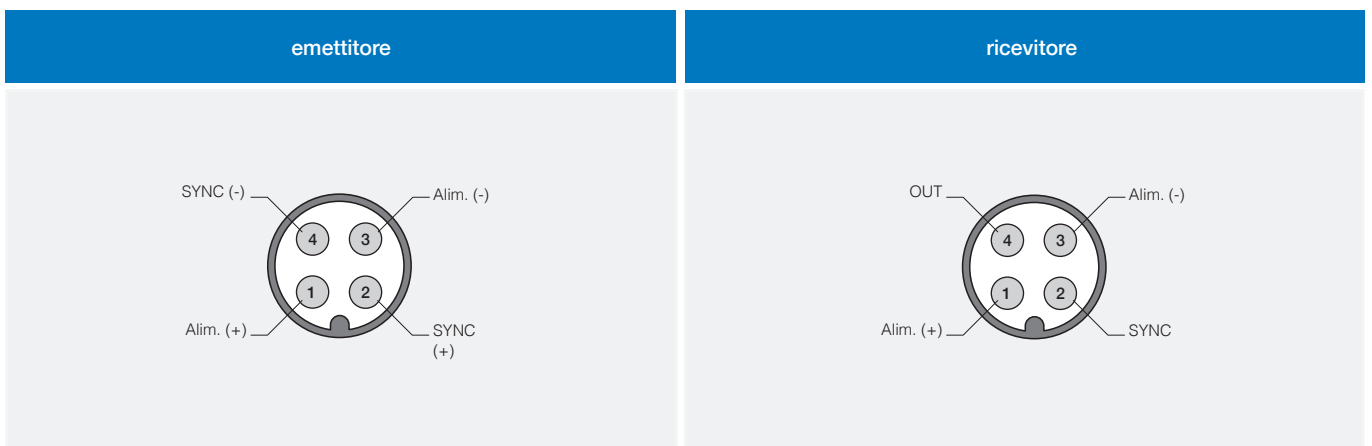 emettitore
ricevitore
SYNC (-)
Alim. (-)
4
3
1
2
Alim. (+)
SYNC
(+)
OUT
Alim. (-)
4
3
1
2
Alim. (+)
SYNC